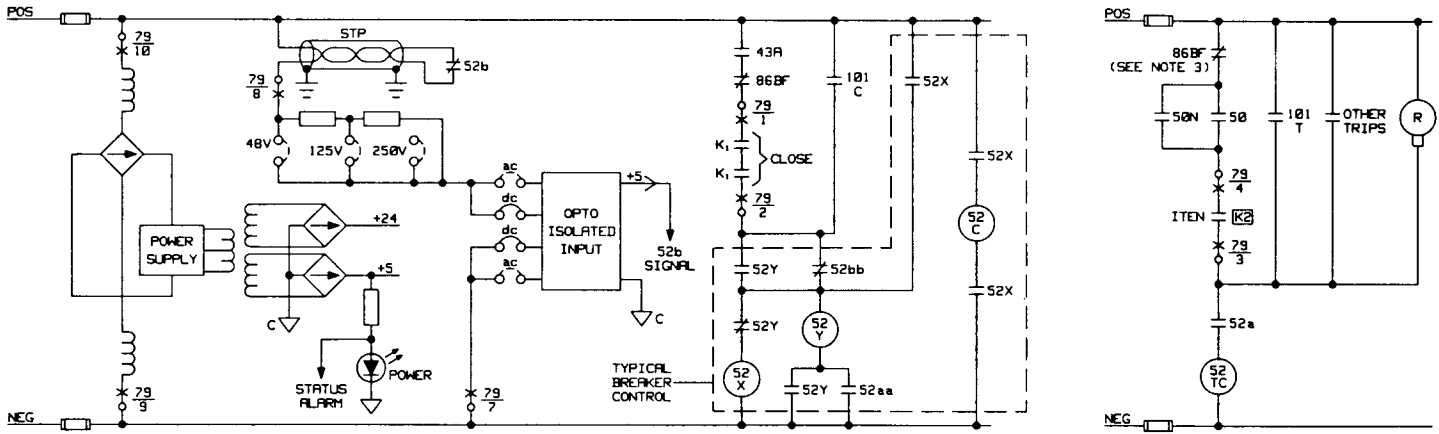 POS
79
10
STP
52b
79
8
48V
125V
250V
ac
dc
dc
ac
OPTO
ISOLATED
INPUT
+5
52b
SIGNAL
C
POWER
SUPPLY
+24
+5
C
STATUS
ALARM
POWER
79
9
79
7
NEG
43A
86BF
79
1
K1
K1
CLOSE
79
2
101
C
52X
52X
52
C
52X
52Y
52bb
52Y
52
Y
52
X
52Y
52aa
TYPICAL
BREAKER
CONTROL
POS
86BF
(SEE NOTE 3)
50N
50
101
T
OTHER
TRIPS
R
79
4
ITEN
K2
79
3
52a
52
TC
NEG